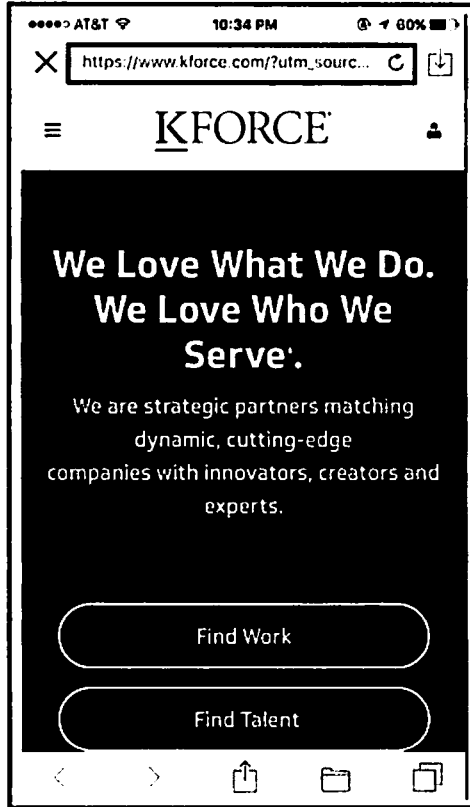 AT&T 10:34 PM 60%
https://www.kforce.com/?utm_sourc...
KFORCE
We Love What We Do.
We Love Who We
Serve.
We are strategic partners matching
dynamic, cutting-edge
companies with innovators, creators and
experts.
Find Work
Find Talent